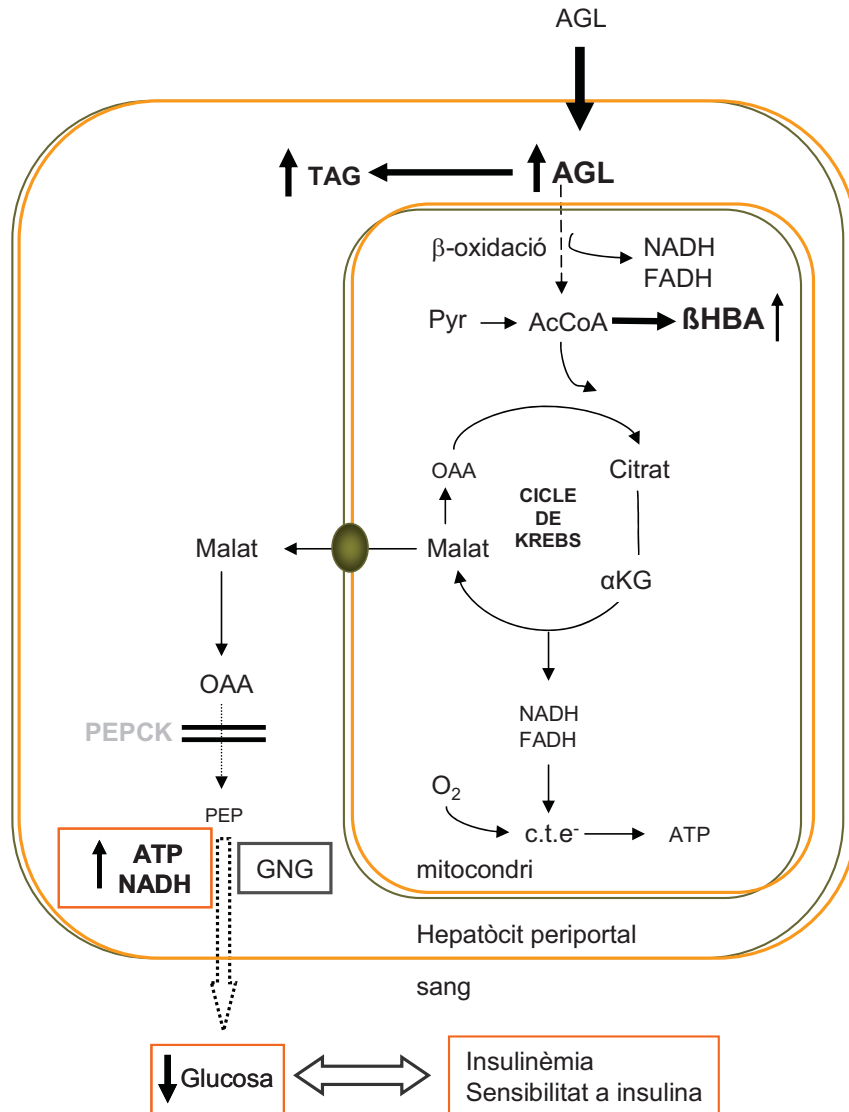 AGL
TAG
AGL
β-oxidació
NADH
FADH
Pyr
AcCoA
ßHBA
OAA
Citrat
CICLE
DE
KREBS
Malat
Malat
αKG
OAA
PEPCK
NADH
FADH
O₂
PEP
c.t.e⁻
ATP
ATP
NADH
GNG
mitocondri
Hepatòcit periportal
sang
Glucosa
Insulinèmia
Sensibilitat a insulina